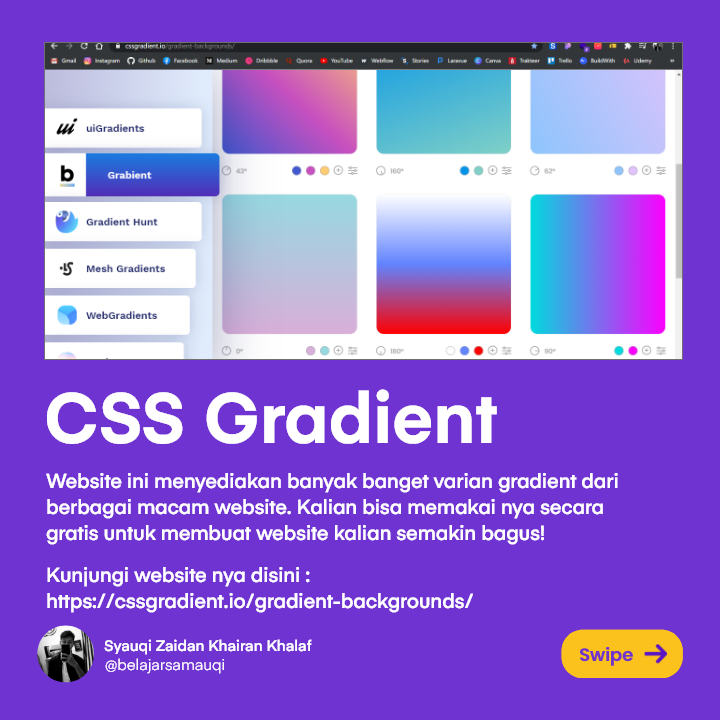 cssgradient.io/gradient-backgrounds/
Gmail Instagram Github Facebook Medium Dribbble Quora YouTube Webflow Stories Canva Trakteer Trello BuildWith Udemy
uiGradients
42° 160° 62°
Grabient
Gradient Hunt
Mesh Gradients
WebGradients
0° 180° 90°
CSS Gradient
Website ini menyediakan banyak banget varian gradient dari
berbagai macam website. Kalian bisa memakai nya secara
gratis untuk membuat website kalian semakin bagus!
Kunjungi website nya disini :
https://cssgradient.io/gradient-backgrounds/
Syauqi Zaidan Khairan Khalaf
@belajarsamauqi
Swipe